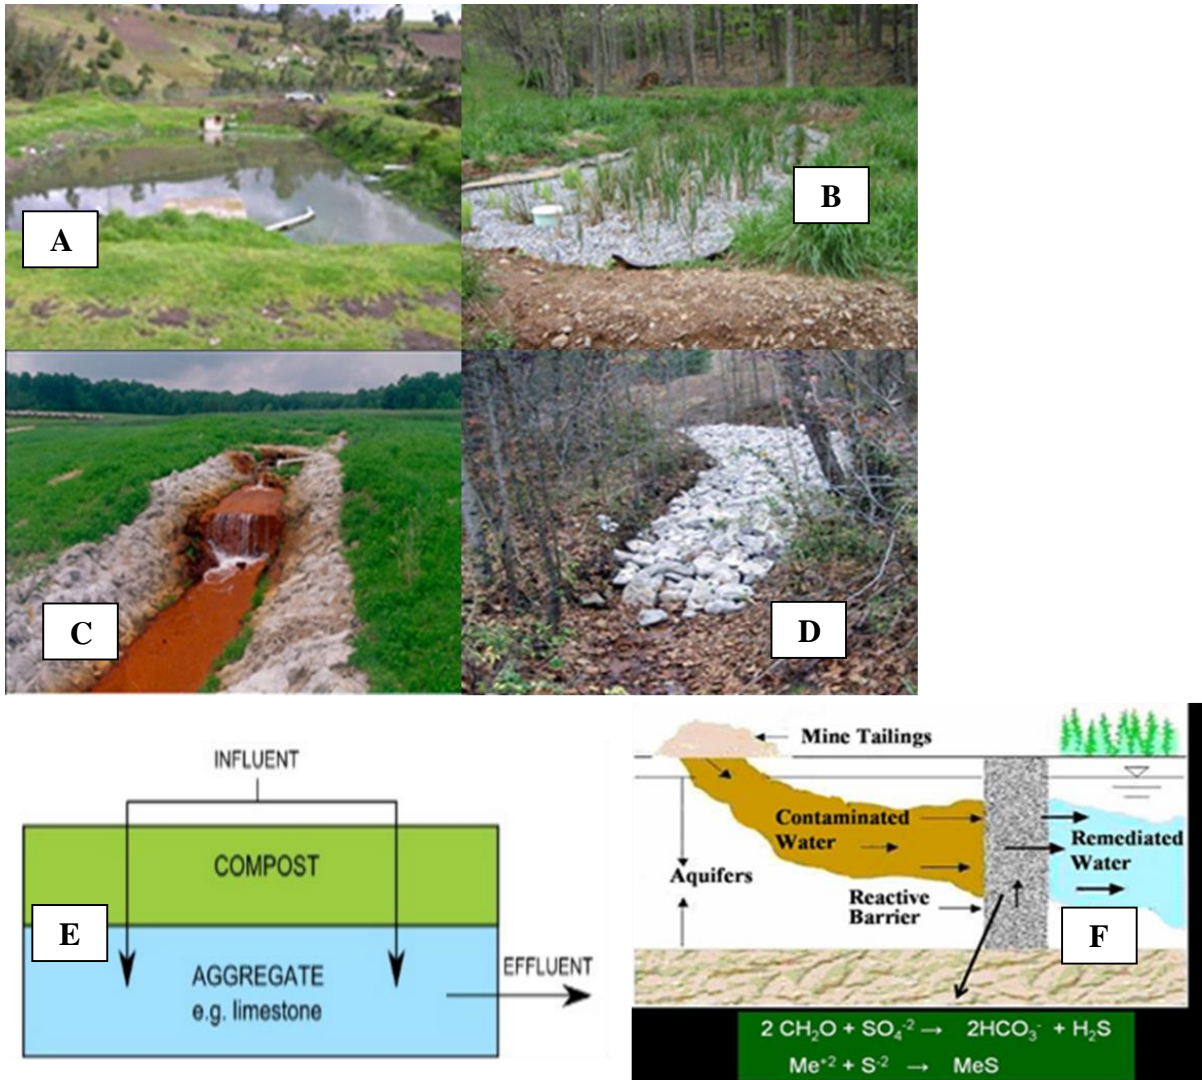 A
B
C
D
INFLUENT
COMPOST
E
AGGREGATE
e.g. limestone
EFFLUENT
Mine Tailings
Contaminated
Water
Remediated
Water
Aquifers
Reactive
Barrier
F
2 CH₂O + SO₄⁻² → 2HCO₃⁻ + H₂S
Me⁺² + S⁻² → MeS